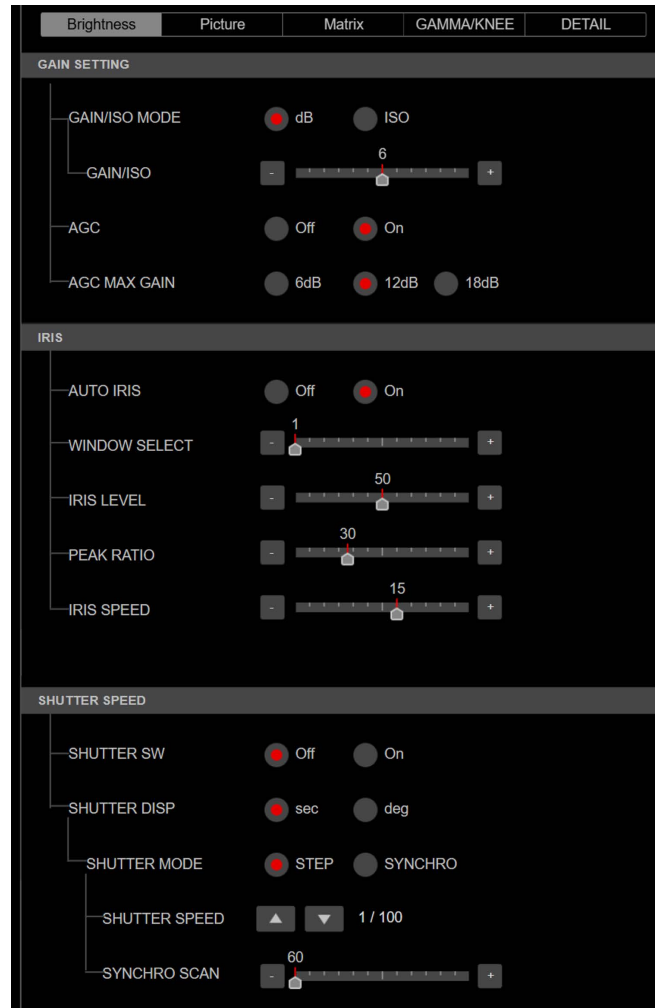 Brightness Picture Matrix GAMMA/KNEE DETAIL
GAIN SETTING
GAIN/ISO MODE dB ISO
6
GAIN/ISO - +
AGC Off On
AGC MAX GAIN 6dB 12dB 18dB
IRIS
AUTO IRIS Off On
1
WINDOW SELECT - +
50
IRIS LEVEL - +
30
PEAK RATIO - +
15
IRIS SPEED - +
SHUTTER SPEED
SHUTTER SW Off On
SHUTTER DISP sec deg
SHUTTER MODE STEP SYNCHRO
SHUTTER SPEED 1 / 100
60
SYNCHRO SCAN - +